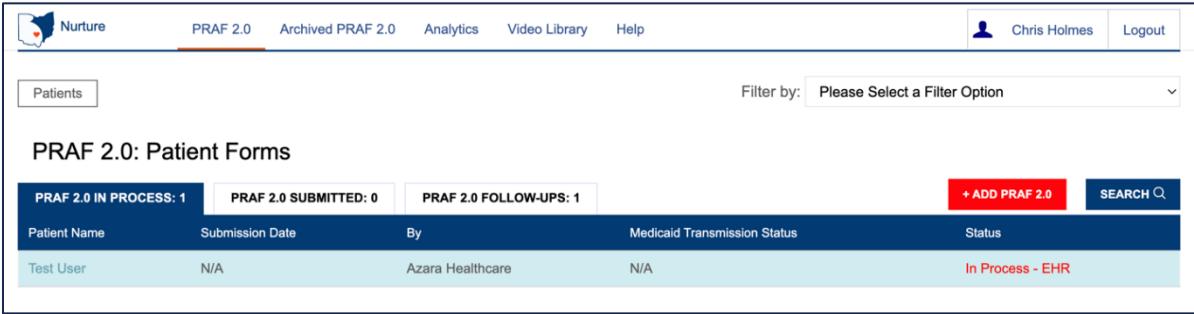 Nurture PRAF 2.0 Archived PRAF 2.0 Analytics Video Library Help Chris Holmes Logout
Patients Filter by: Please Select a Filter Option
PRAF 2.0: Patient Forms
PRAF 2.0 IN PROCESS: 1 PRAF 2.0 SUBMITTED: 0 PRAF 2.0 FOLLOW-UPS: 1 + ADD PRAF 2.0 SEARCH
Patient Name Submission Date By Medicaid Transmission Status Status
Test User N/A Azara Healthcare N/A In Process - EHR